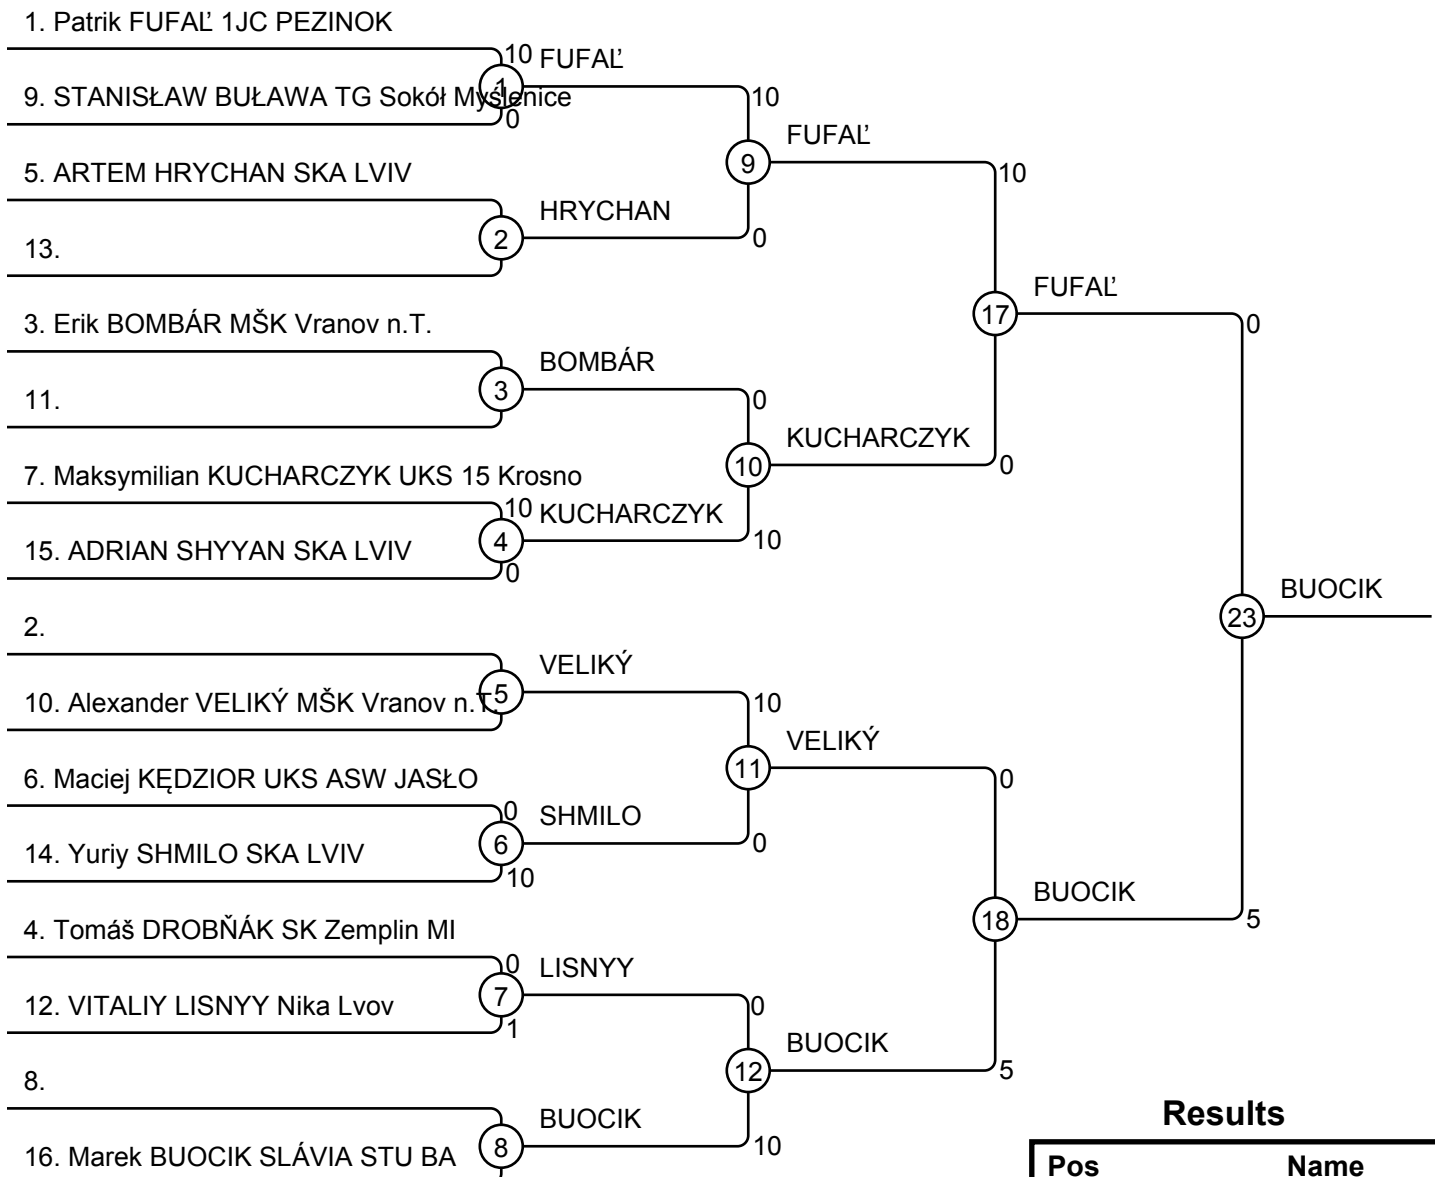 1. Patrik FUFAĽ 1JC PEZINOK
10 FUFAĽ
1
9. STANISŁAW BUŁAWA TG Sokół Myślenice
10
0
FUFAĽ
5. ARTEM HRYCHAN SKA LVIV
9
10
HRYCHAN
2
0
13.
FUFAĽ
3. Erik BOMBÁR MŠK Vranov n.T.
17
0
BOMBÁR
3
11.
0
KUCHARCZYK
10
0
7. Maksymilian KUCHARCZYK UKS 15 Krosno
10 KUCHARCZYK
4
10
15. ADRIAN SHYYAN SKA LVIV
0
BUOCIK
23
2.
VELIKÝ
5
10. Alexander VELIKÝ MŠK Vranov n.T.
10
VELIKÝ
11
6. Maciej KĘDZIOR UKS ASW JASŁO
0
0
SHMILO
6
0
14. Yuriy SHMILO SKA LVIV
10
BUOCIK
18
5
4. Tomáš DROBŇÁK SK Zemplin MI
0 LISNYY
7
12. VITALIY LISNYY Nika Lvov
0
1
BUOCIK
12
5
8.
BUOCIK
8
10
16. Marek BUOCIK SLÁVIA STU BA
Results
Pos Name